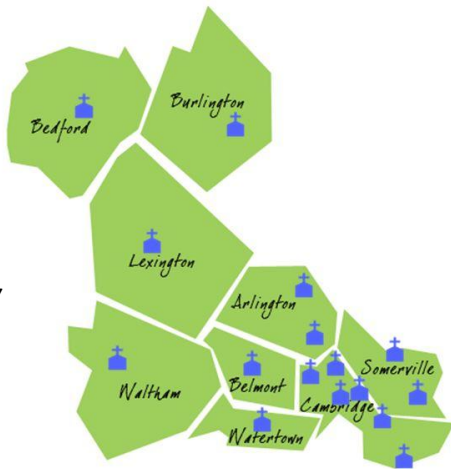 Burlington
Bedford
Lexington
Arlington
Somerville
Belmont
Waltham
Cambridge
Watertown